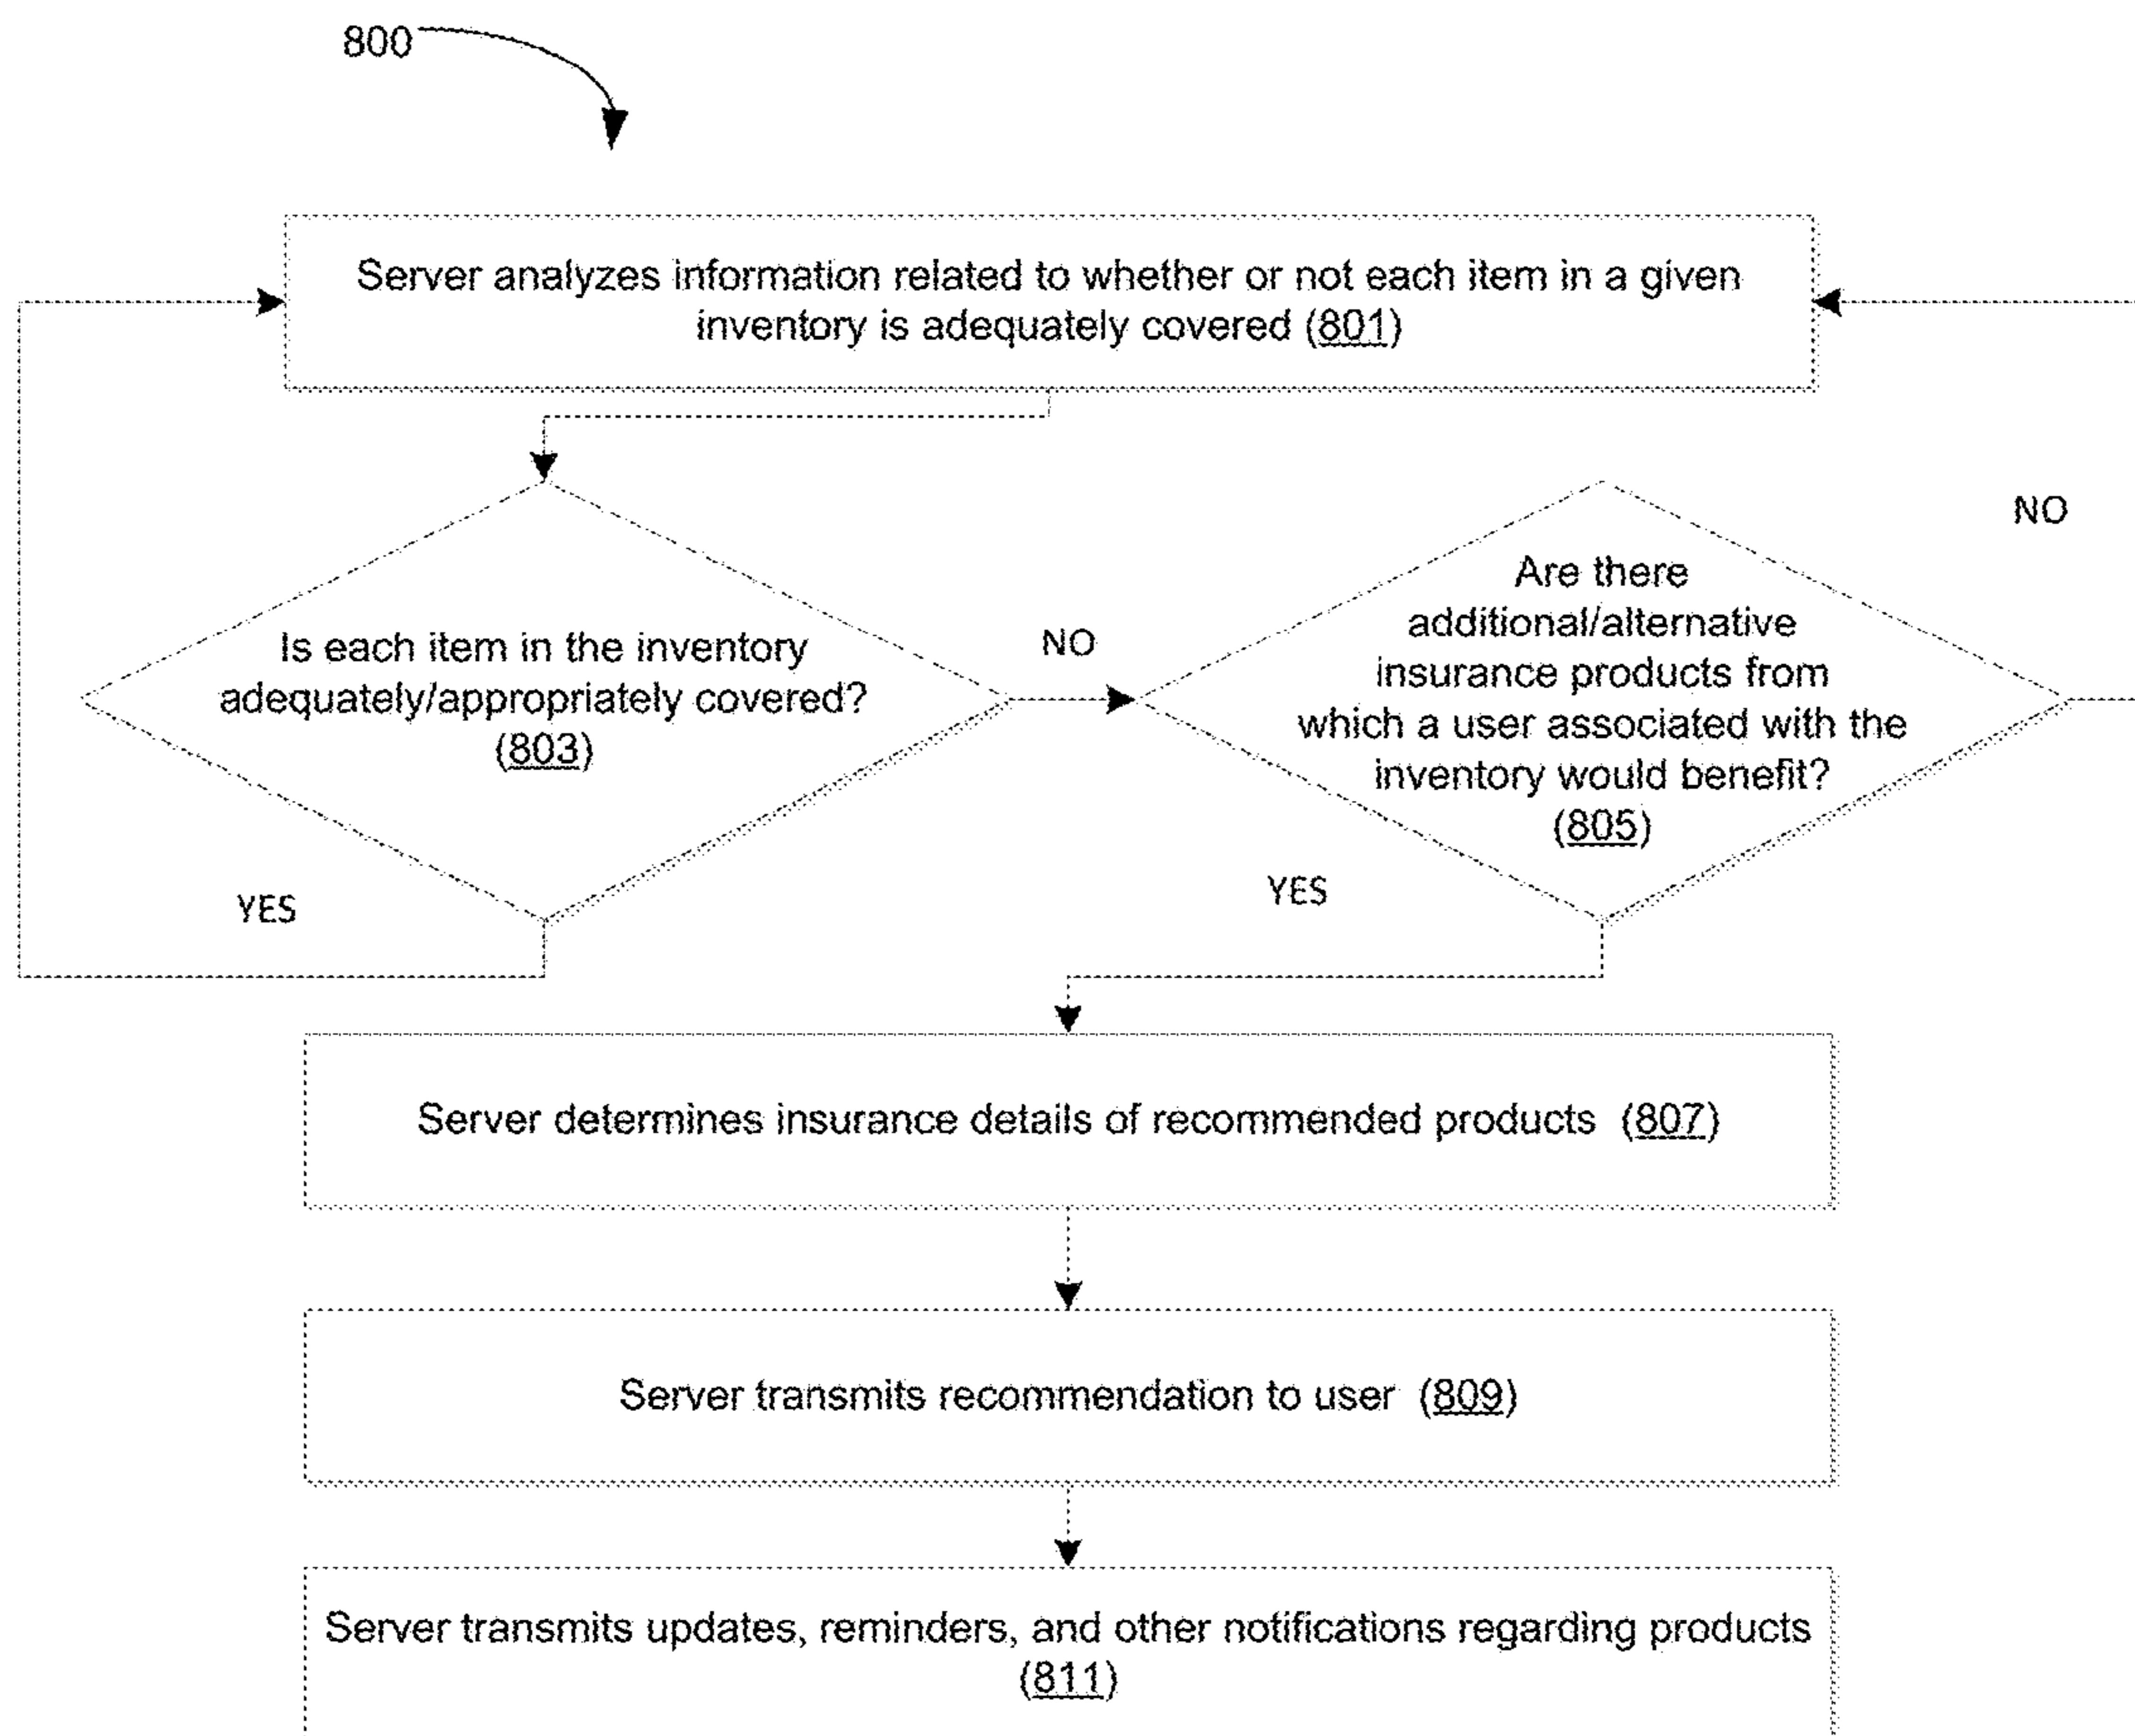 800
Server analyzes information related to whether or not each item in a given
inventory is adequately covered (801)
Is each item in the inventory
adequately/appropriately covered?
(803)
YES
NO
Are there
additional/alternative
insurance products from
which a user associated with the
inventory would benefit?
(805)
NO
YES
Server determines insurance details of recommended products (807)
Server transmits recommendation to user (809)
Server transmits updates, reminders, and other notifications regarding products
(811)